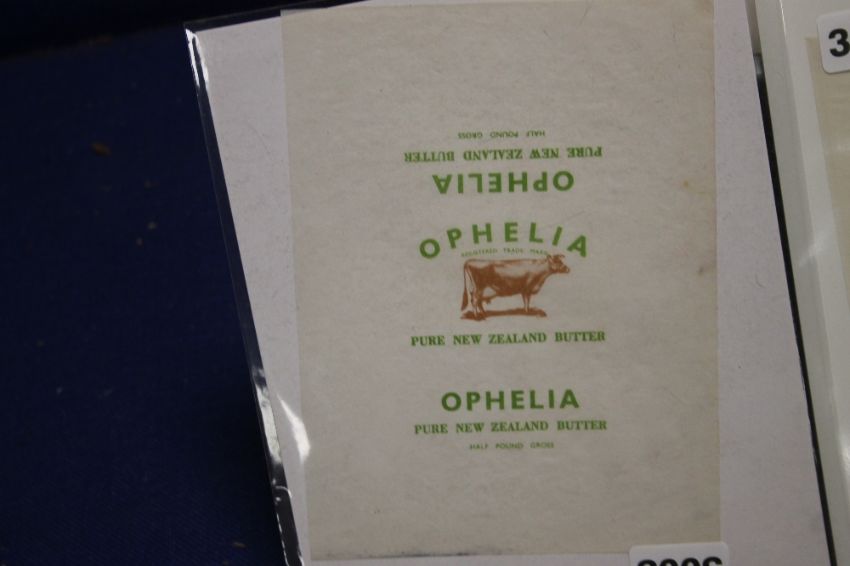 HALF POUND GROSS
PURE NEW ZEALAND BUTTER
OPHELIA
OPHELIA
REGISTERED TRADE MARK
PURE NEW ZEALAND BUTTER
OPHELIA
PURE NEW ZEALAND BUTTER
HALF POUND GROSS
3